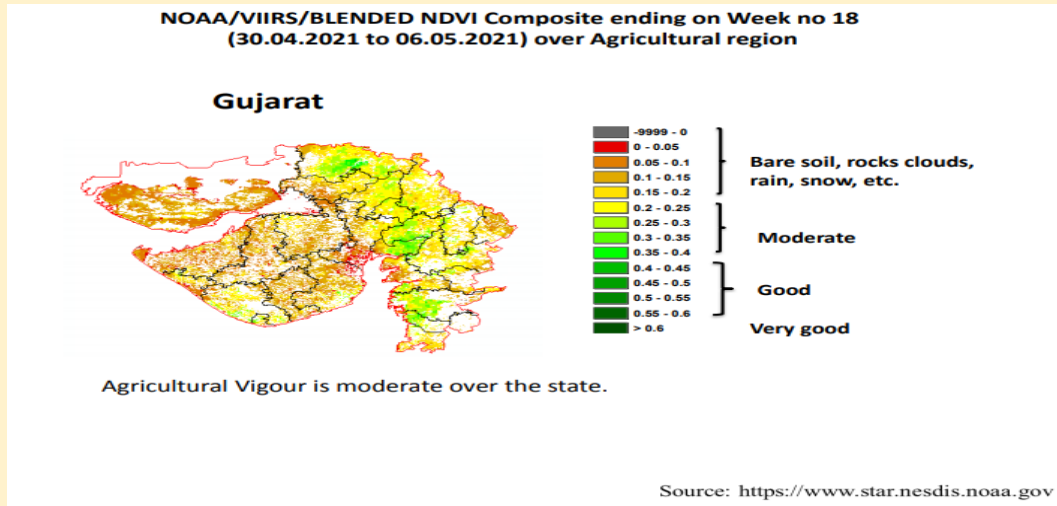 NOAA/VIIRS/BLENDED NDVI Composite ending on Week no 18
(30.04.2021 to 06.05.2021) over Agricultural region
Gujarat
-9999 - 0
0 - 0.05
0.05 - 0.1
0.1 - 0.15
0.15 - 0.2
0.2 - 0.25
0.25 - 0.3
0.3 - 0.35
0.35 - 0.4
0.4 - 0.45
0.45 - 0.5
0.5 - 0.55
0.55 - 0.6
> 0.6
Bare soil, rocks clouds,
rain, snow, etc.
Moderate
Good
Very good
Agricultural Vigour is moderate over the state.
Source: https://www.star.nesdis.noaa.gov